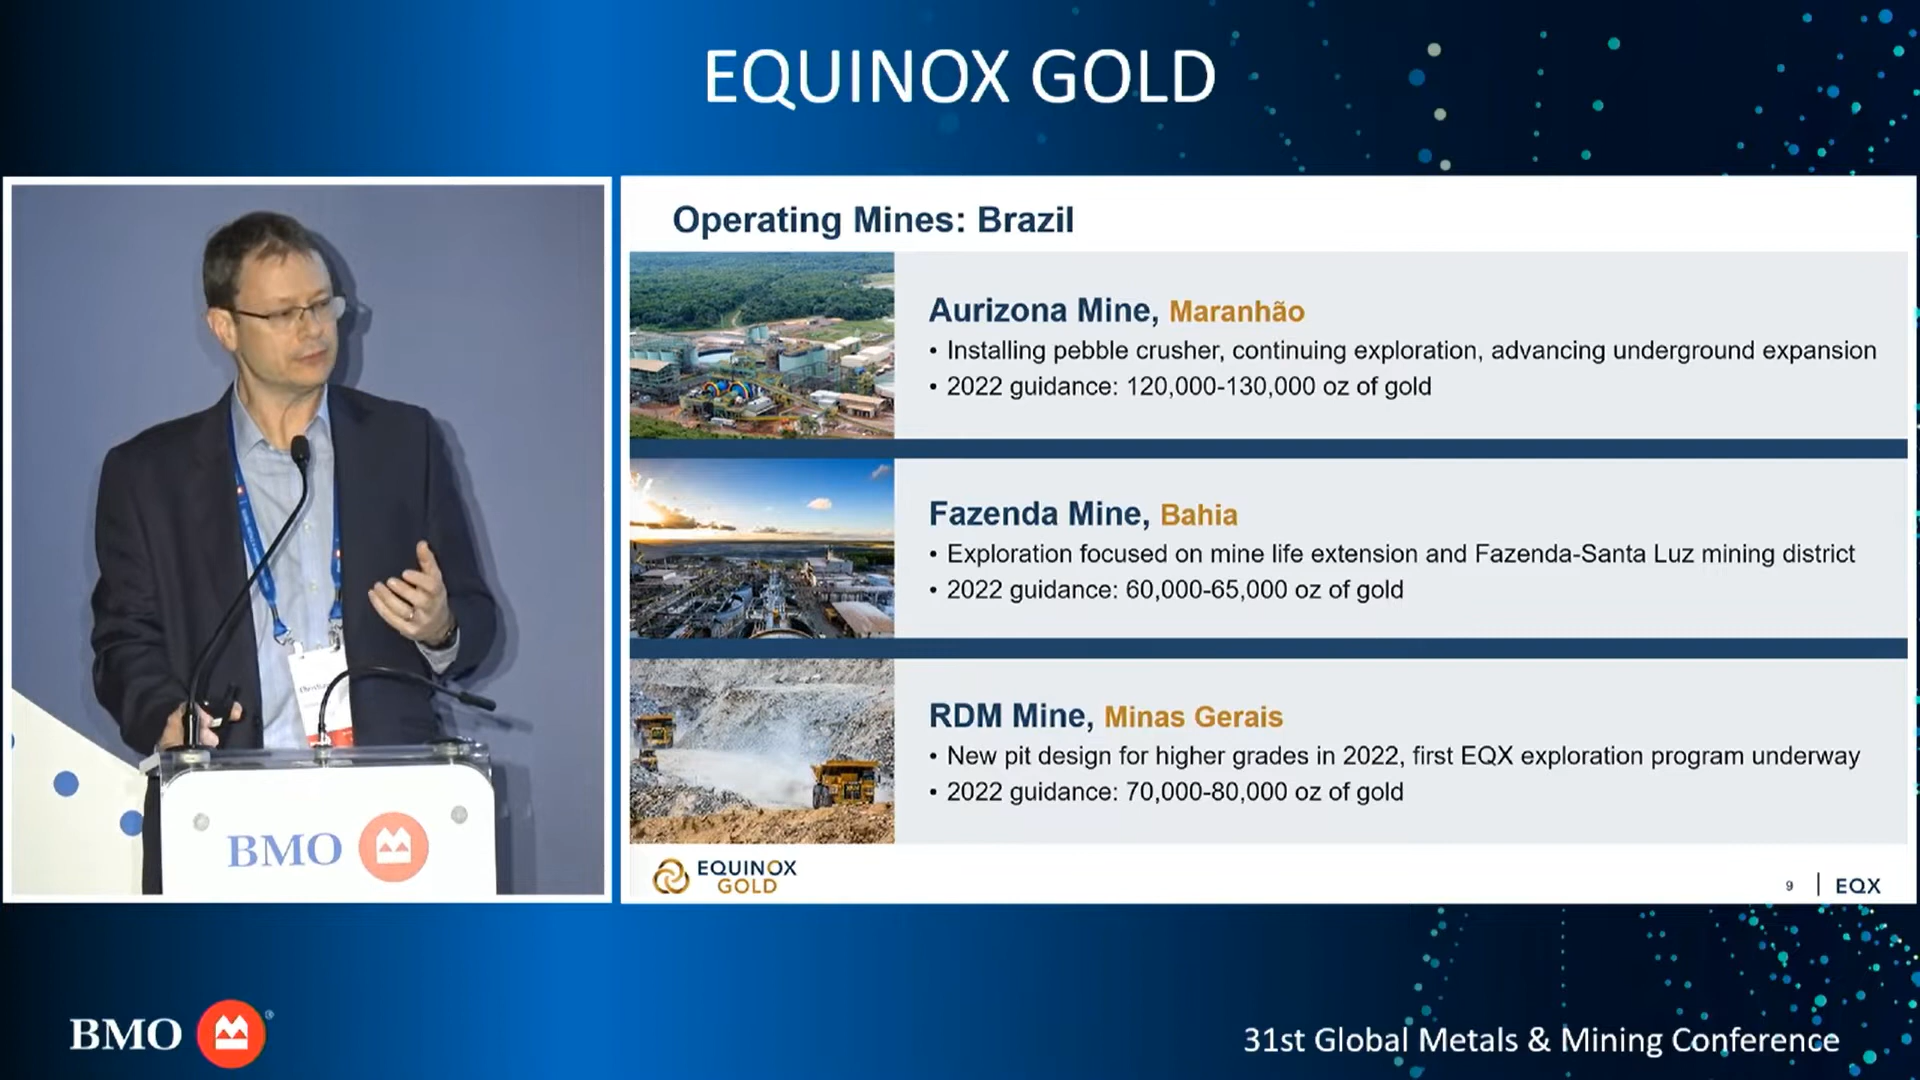 EQUINOX GOLD
BMO
Operating Mines: Brazil
Aurizona Mine, Maranhão
• Installing pebble crusher, continuing exploration, advancing underground expansion
• 2022 guidance: 120,000-130,000 oz of gold
Fazenda Mine, Bahia
• Exploration focused on mine life extension and Fazenda-Santa Luz mining district
• 2022 guidance: 60,000-65,000 oz of gold
RDM Mine, Minas Gerais
• New pit design for higher grades in 2022, first EQX exploration program underway
• 2022 guidance: 70,000-80,000 oz of gold
EQUINOX
GOLD
9 | EQX
BMO ®
31st Global Metals & Mining Conference